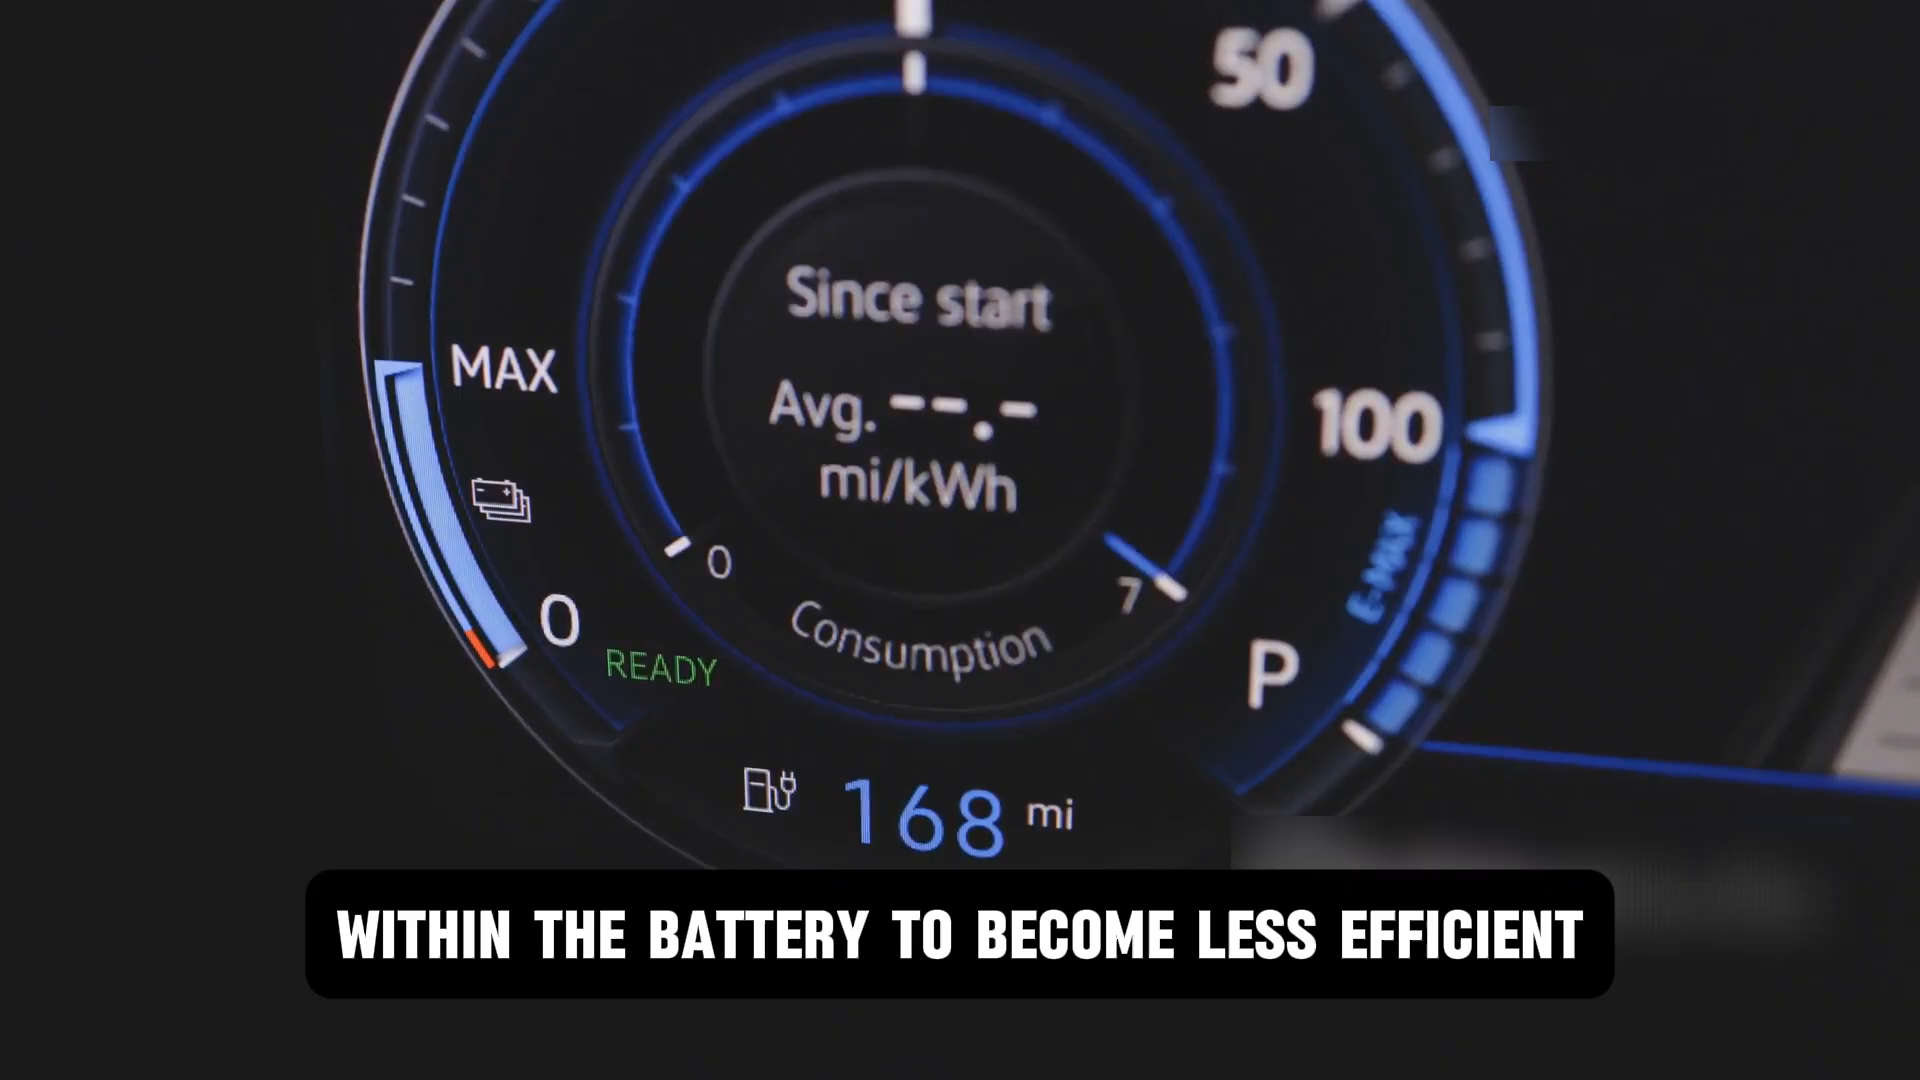 50
Since start
MAX
Avg. --.-
100
mi/kWh
0
7
E-MAX
0
Consumption
READY
P
168 mi
WITHIN THE BATTERY TO BECOME LESS EFFICIENT